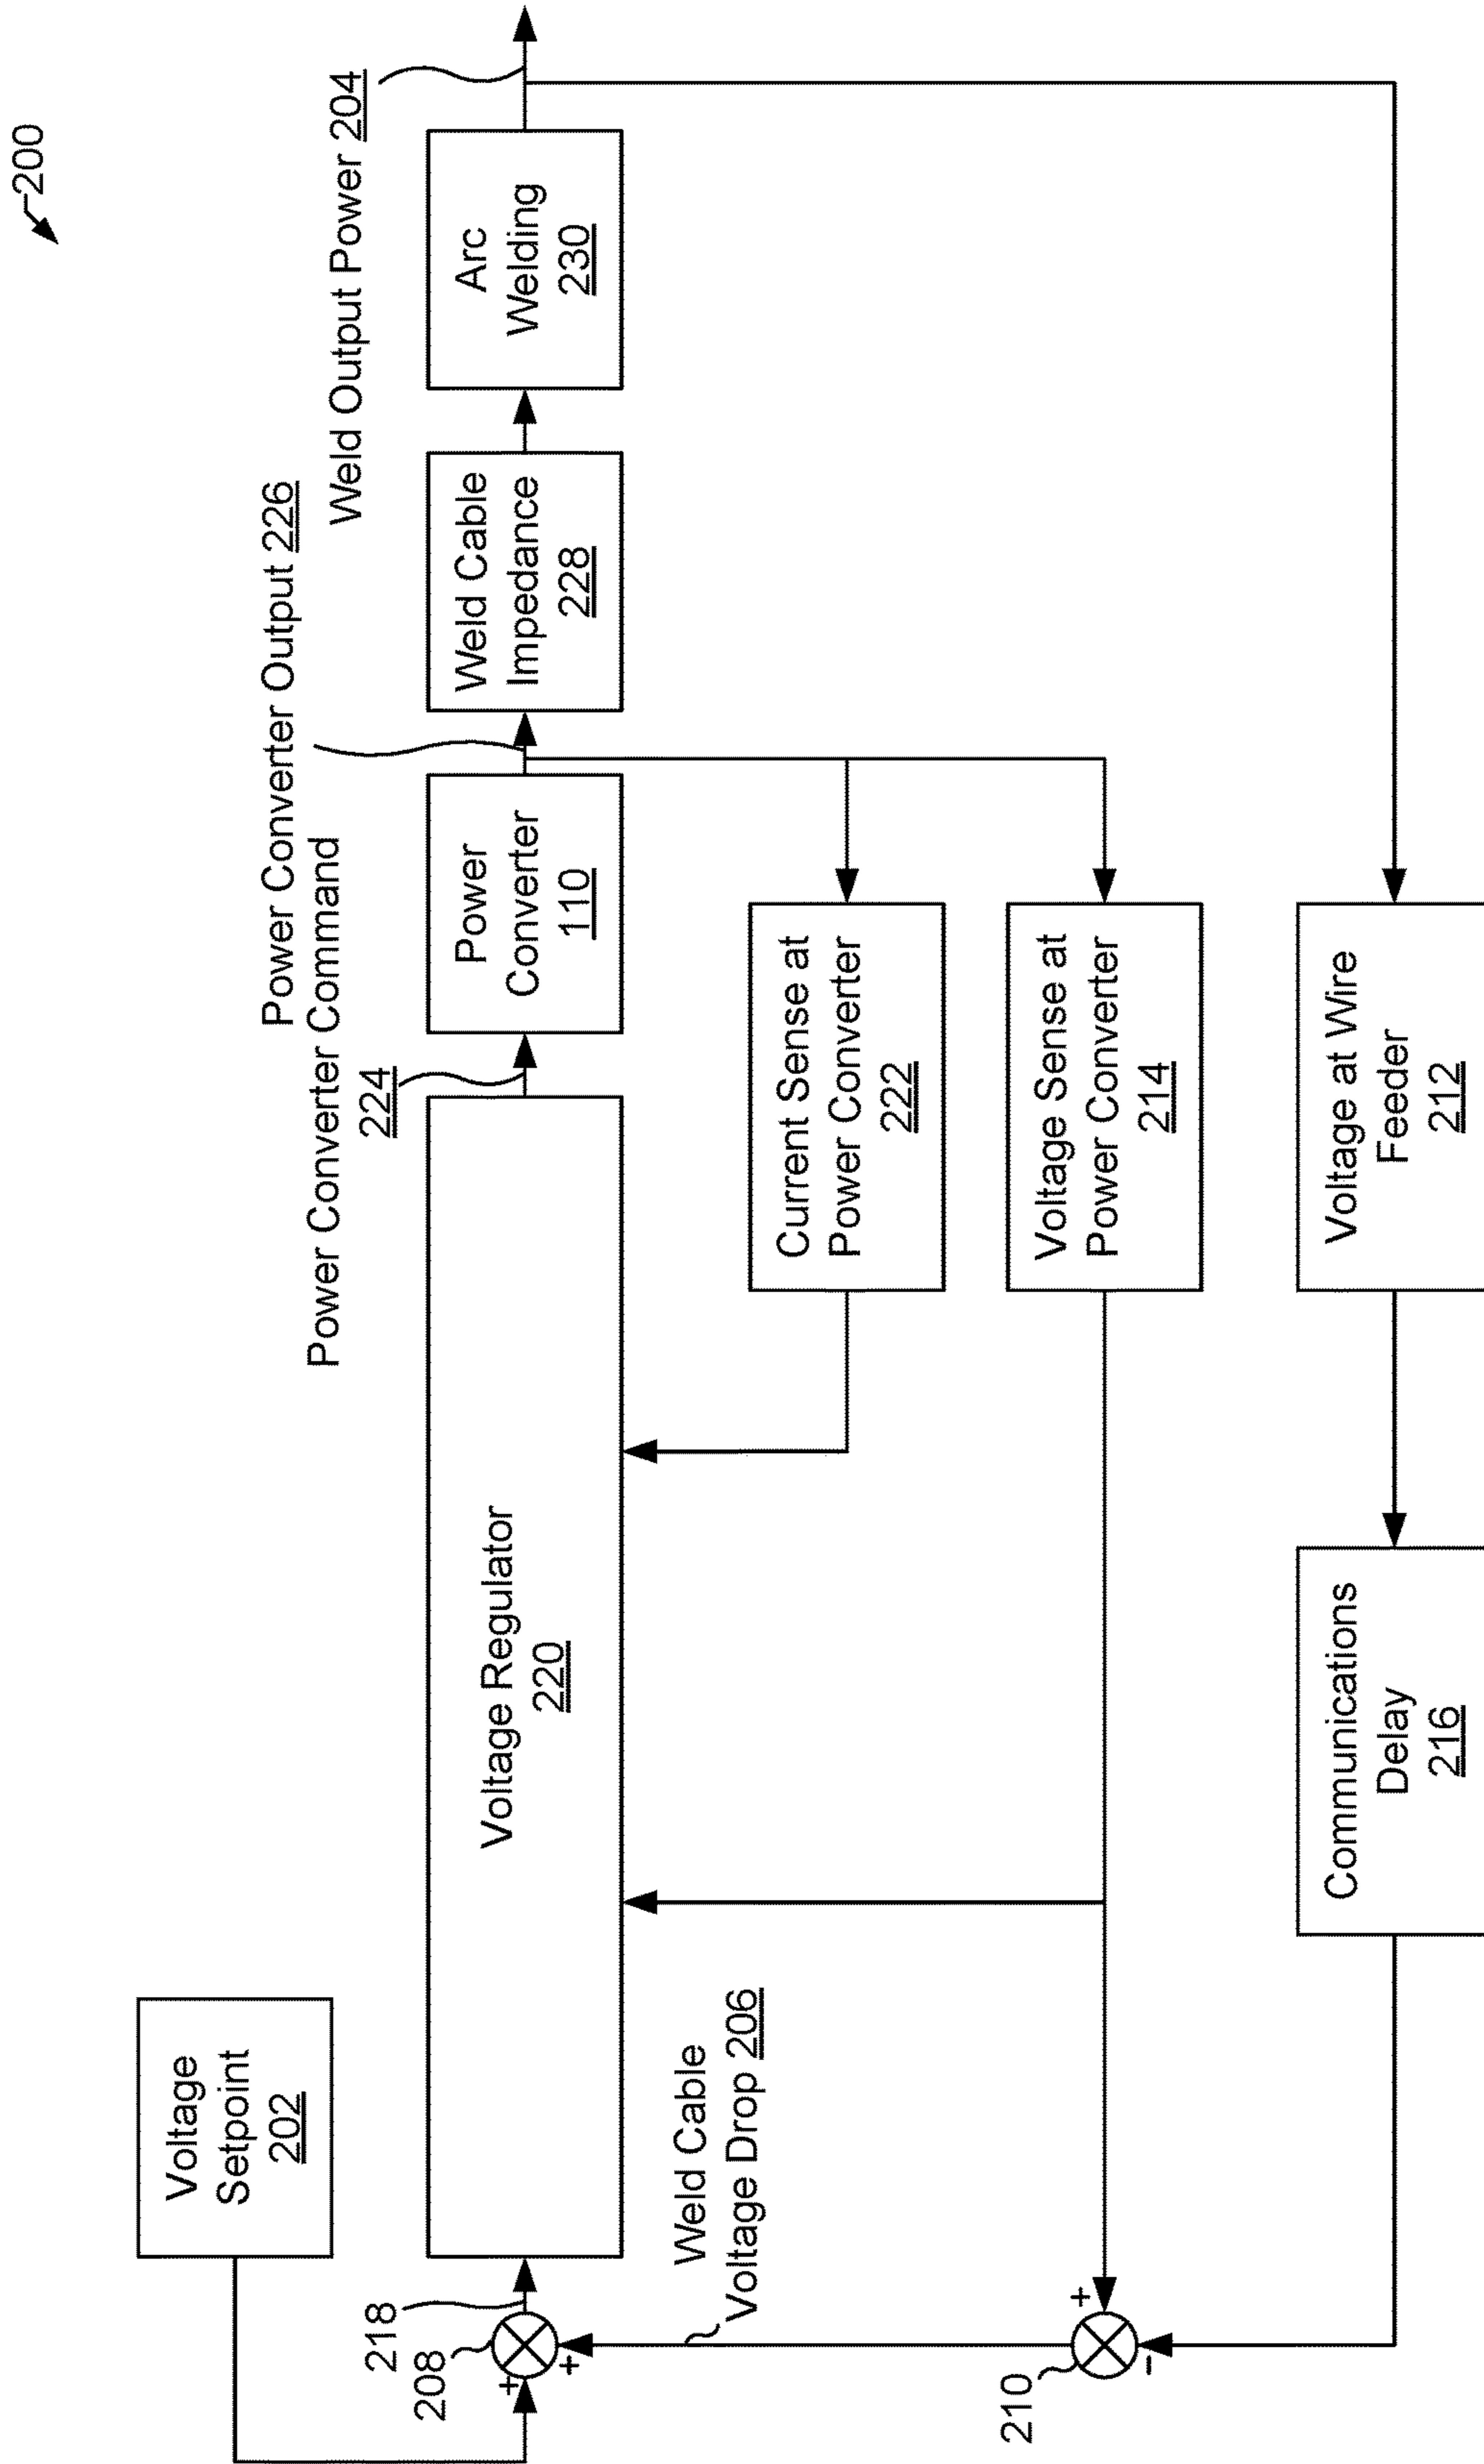 200
Voltage
Setpoint
202
Power Converter Output 226
Power Converter Command
224
Weld Output Power 204
218
208
+
+
Voltage Regulator
220
Power
Converter
110
Weld Cable
Impedance
228
Arc
Welding
230
Weld Cable
Voltage Drop 206
Current Sense at
Power Converter
222
Voltage Sense at
Power Converter
214
210
+
-
Communications
Delay
216
Voltage at Wire
Feeder
212